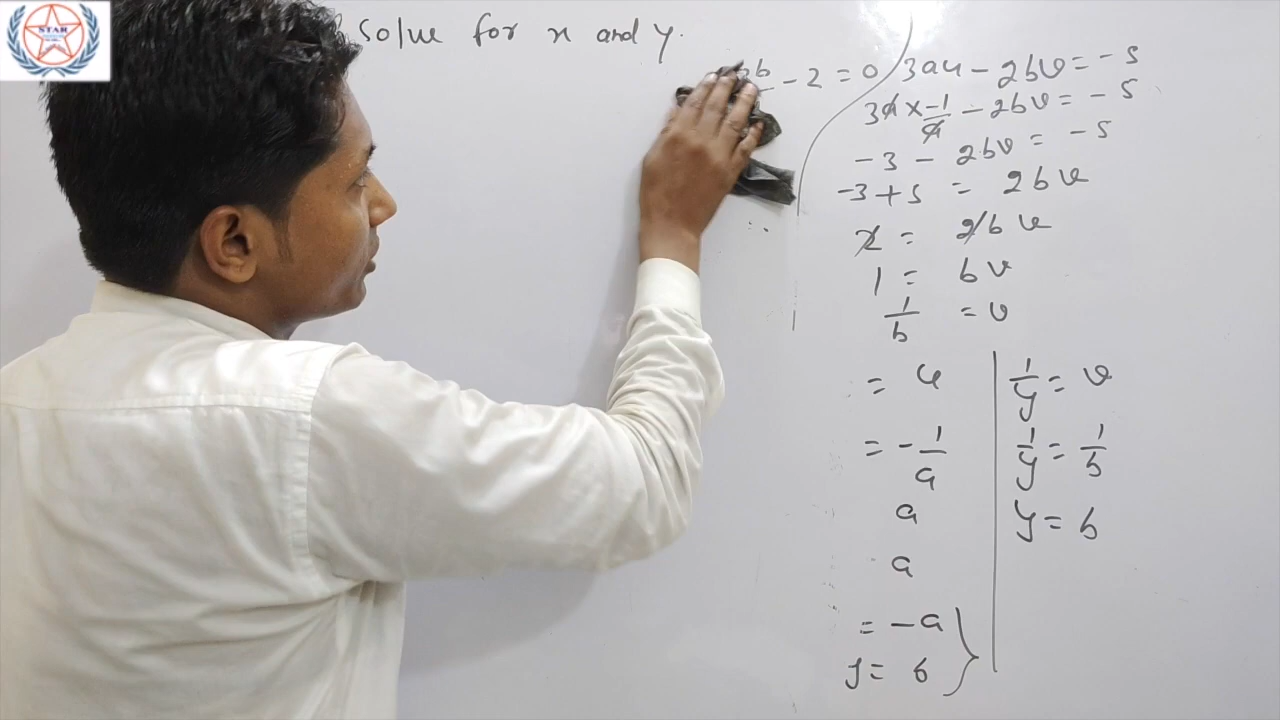 STAR
solve for x and y.
- 2 = 0
3au - 2bv = -5
3a × -1/a - 2bv = -5
-3 - 2bv = -5
-3 + 5 = 2bv
2 = 2bv
1 = bv
1/b = v
= u
= -1/a
a
a
= -a
y = b
1/y = v
1/y = 1/b
y = b